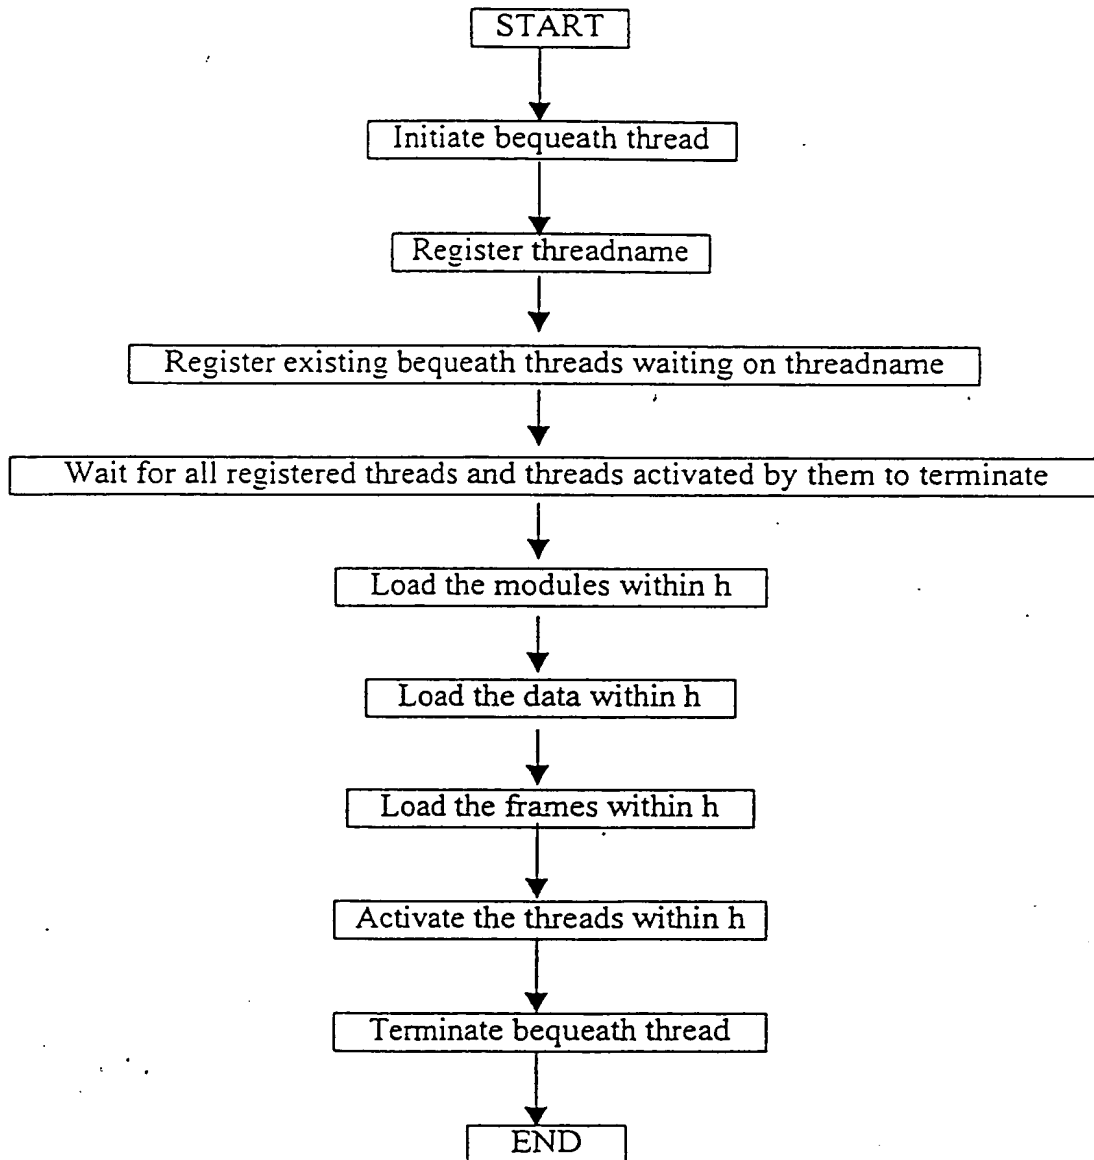 START
Initiate bequeath thread
Register threadname
Register existing bequeath threads waiting on threadname
Wait for all registered threads and threads activated by them to terminate
Load the modules within h
Load the data within h
Load the frames within h
Activate the threads within h
Terminate bequeath thread
END